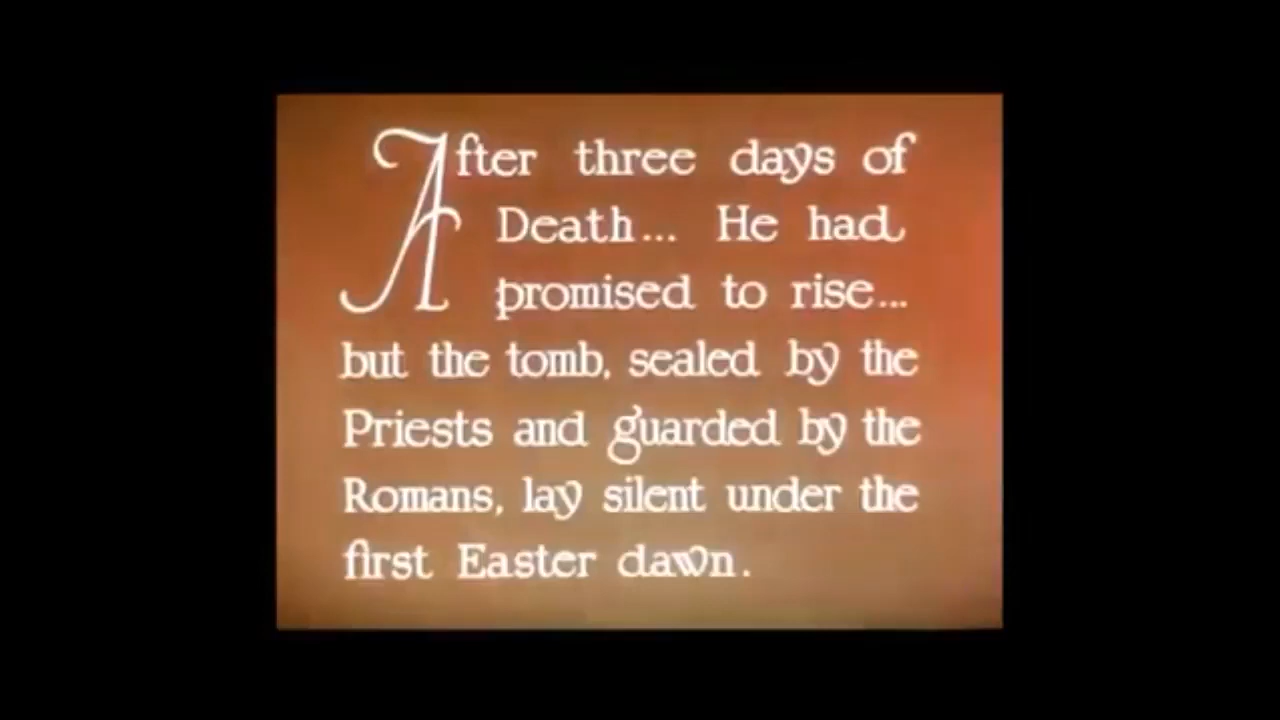 After three days of
Death... He had
promised to rise...
but the tomb, sealed by the
Priests and guarded by the
Romans, lay silent under the
first Easter dawn.